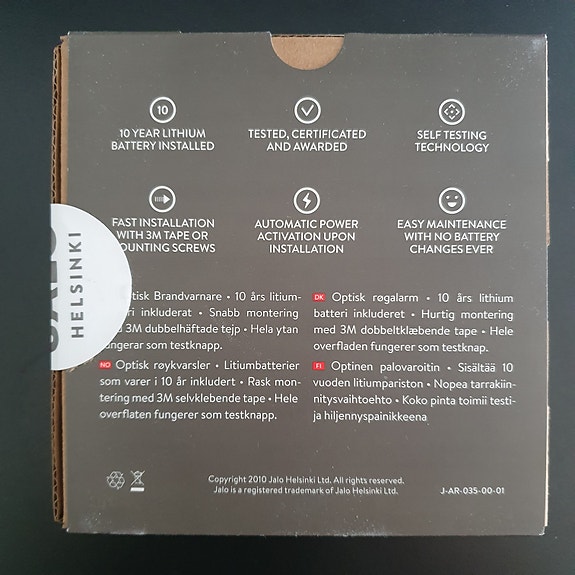 10
10 YEAR LITHIUM
BATTERY INSTALLED
TESTED, CERTIFICATED
AND AWARDED
SELF TESTING
TECHNOLOGY
FAST INSTALLATION
WITH 3M TAPE OR
OUNTING SCREWS
AUTOMATIC POWER
ACTIVATION UPON
INSTALLATION
EASY MAINTENANCE
WITH NO BATTERY
CHANGES EVER
HELSINKI
tisk Brandvarnare • 10 års litium-
eri inkluderat • Snabb montering
3M dubbelhäftade tejp • Hela ytan
ungerar som testknapp.
DK Optisk røgalarm • 10 års lithium
batteri inkluderet • Hurtig montering
med 3M dobbeltklæbende tape • Hele
overfladen fungerer som testknap.
NO Optisk røykvarsler • Litiumbatterier
som varer i 10 år inkludert • Rask mon-
tering med 3M selvklebende tape • Hele
overflaten fungerer som testknapp.
FI Optinen palovaroitin • Sisältää 10
vuoden litiumpariston • Nopea tarrakiin-
nitysvaihtoehto • Koko pinta toimii testi-
ja hiljennyspainikkeena
Copyright 2010 Jalo Helsinki Ltd. All rights reserved.
Jalo is a registered trademark of Jalo Helsinki Ltd.
J-AR-035-00-01